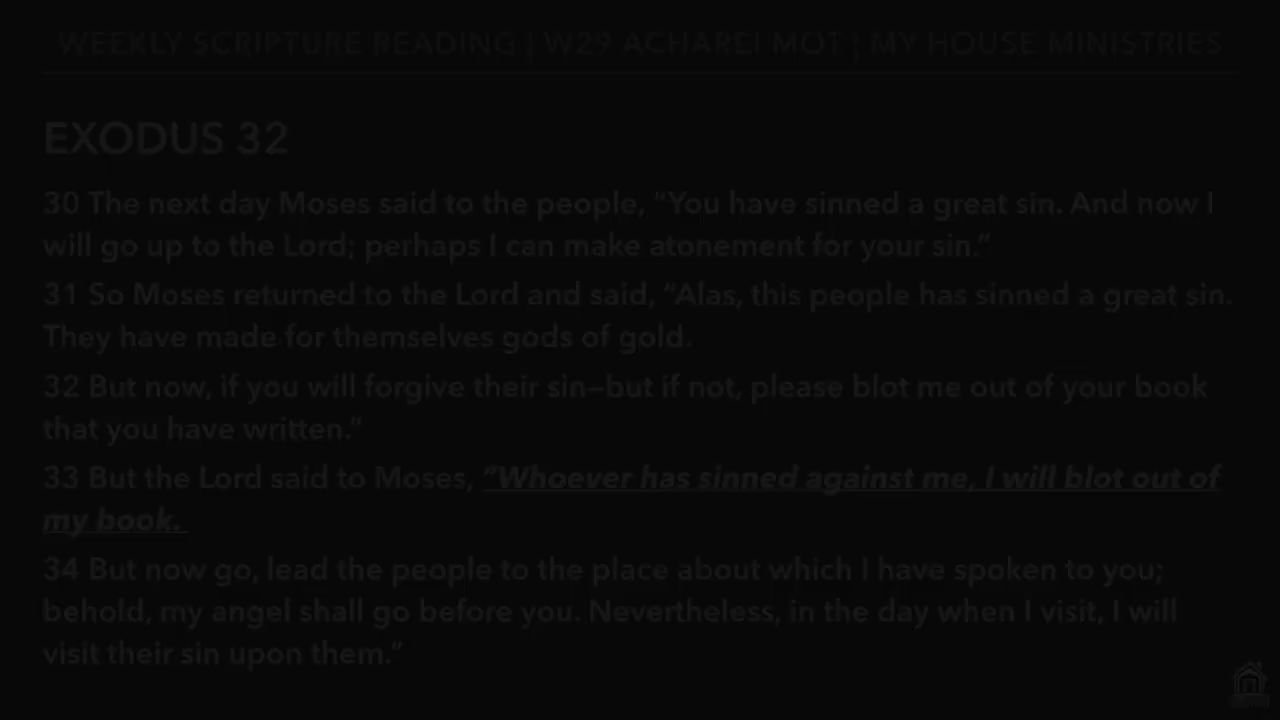 WEEKLY SCRIPTURE READING | W29 ACHAREI MOT | MY HOUSE MINISTRIES
EXODUS 32
30 The next day Moses said to the people, “You have sinned a great sin. And now I
will go up to the Lord; perhaps I can make atonement for your sin.”
31 So Moses returned to the Lord and said, “Alas, this people has sinned a great sin.
They have made for themselves gods of gold.
32 But now, if you will forgive their sin—but if not, please blot me out of your book
that you have written.”
33 But the Lord said to Moses, “Whoever has sinned against me, I will blot out of
my book.
34 But now go, lead the people to the place about which I have spoken to you;
behold, my angel shall go before you. Nevertheless, in the day when I visit, I will
visit their sin upon them.”